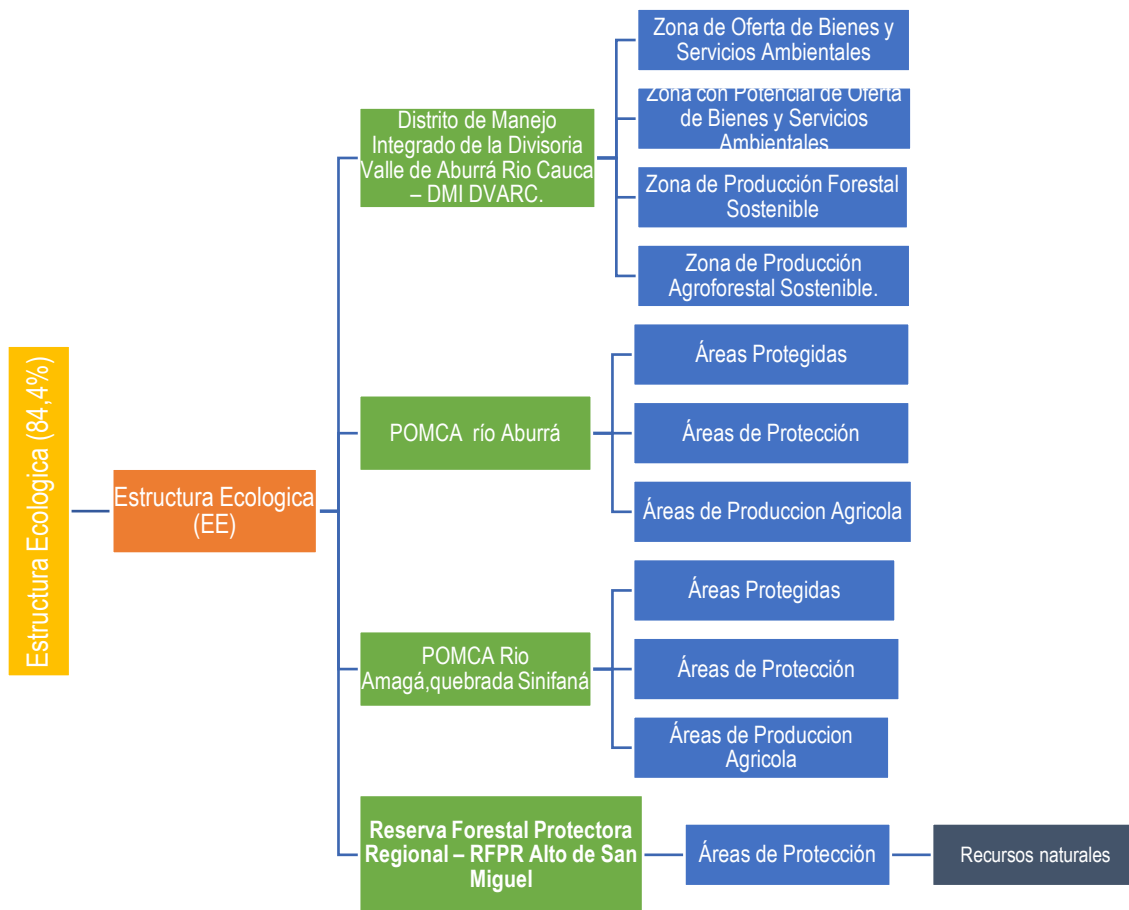 Estructura Ecologica (84,4%)
Estructura Ecologica
(EE)
Distrito de Manejo
Integrado de la Divisoria
Valle de Aburrá Rio Cauca
– DMI DVARC.
Zona de Oferta de Bienes y
Servicios Ambientales
Zona con Potencial de Oferta
de Bienes y Servicios
Ambientales
Zona de Producción Forestal
Sostenible
Zona de Producción
Agroforestal Sostenible.
POMCA río Aburrá
Áreas Protegidas
Áreas de Protección
Áreas de Produccion Agricola
POMCA Rio
Amagá,quebrada Sinifaná
Áreas Protegidas
Áreas de Protección
Áreas de Produccion
Agricola
Reserva Forestal Protectora
Regional – RFPR Alto de San
Miguel
Áreas de Protección
Recursos naturales